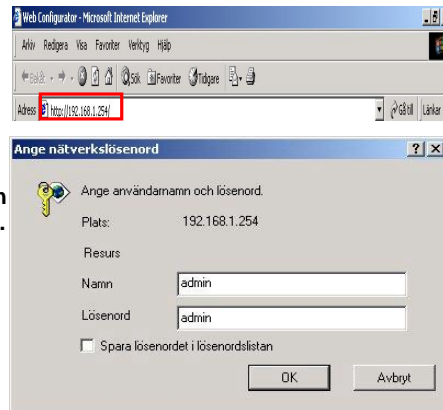 Web Configurator - Microsoft Internet Explorer
Arkiv Redigera Visa Favoriter Verktyg Hjälp
Bakåt Sök Favoriter Tidigare
Adress http://192.168.1.254/ Gå till Länkar
Ange nätverkslösenord
n
.
Ange användarnamn och lösenord.
Plats: 192.168.1.254
Resurs
Namn admin
Lösenord admin
Spara lösenordet i lösenordslistan
OK Avbryt